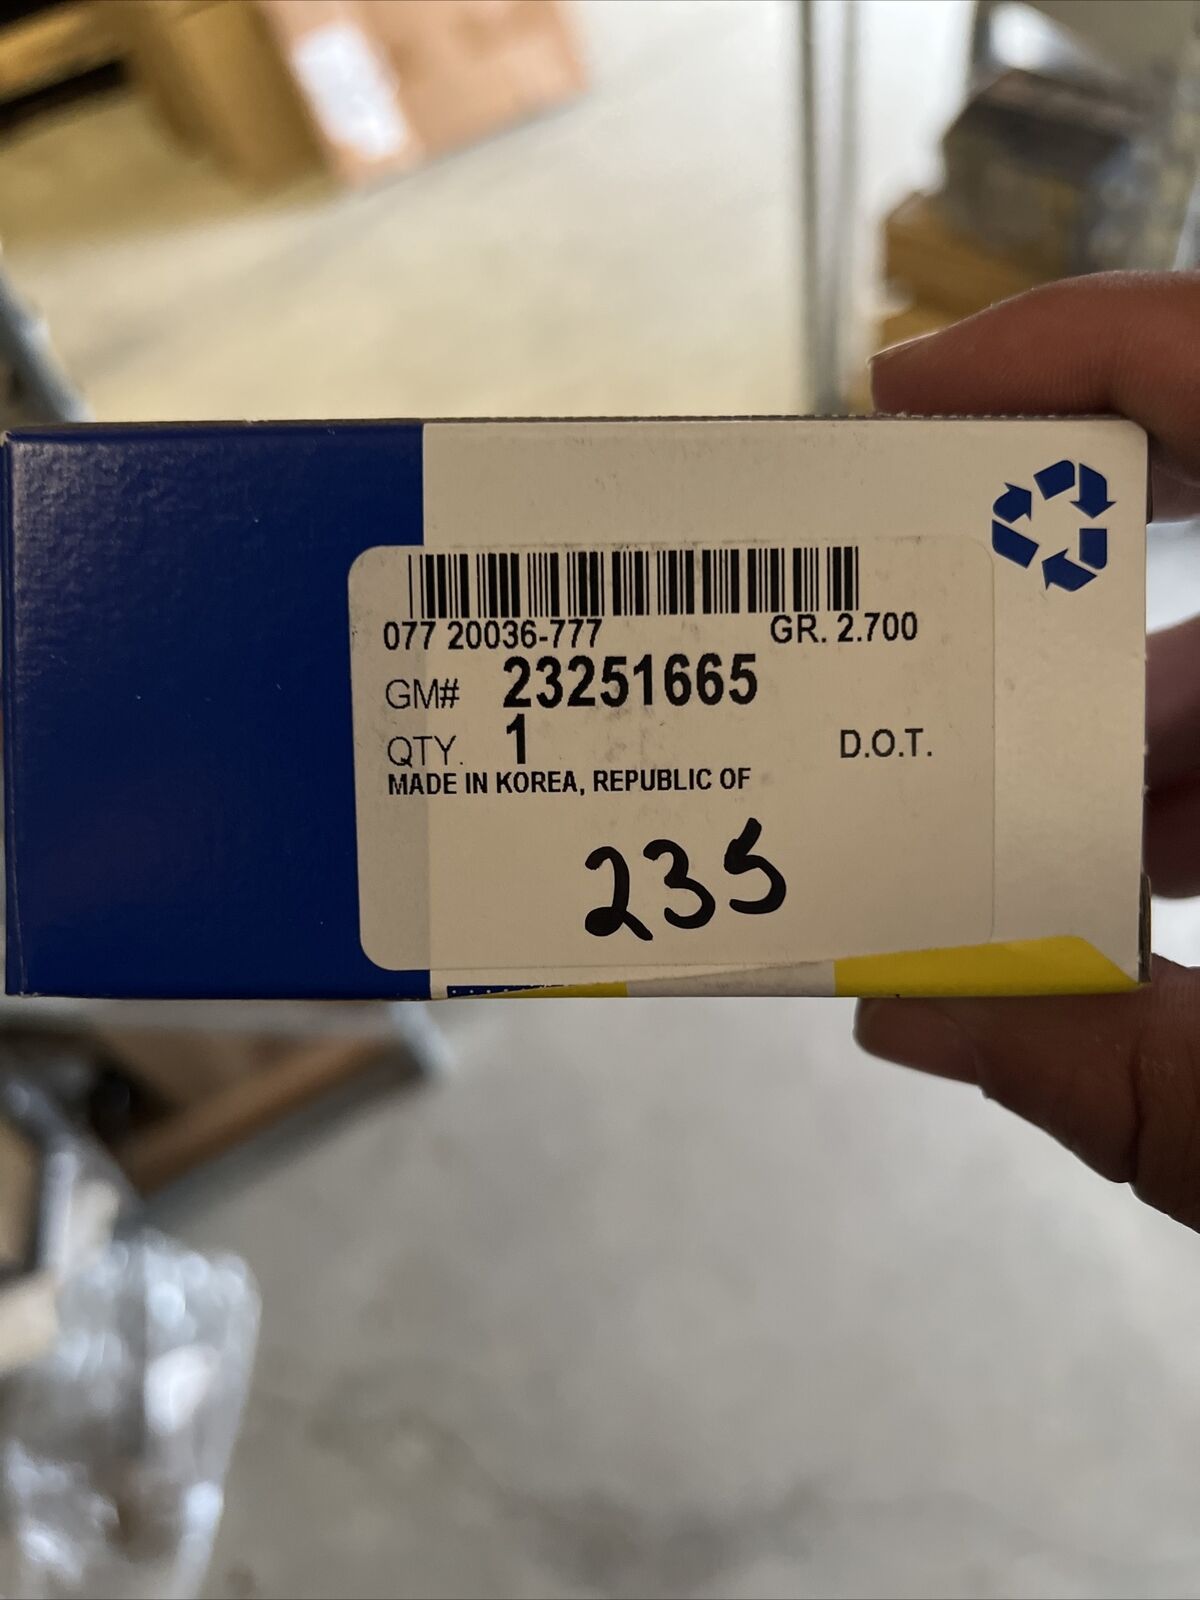 077 20036-777 GR. 2.700
GM# 23251665
QTY. 1 D.O.T.
MADE IN KOREA, REPUBLIC OF
235